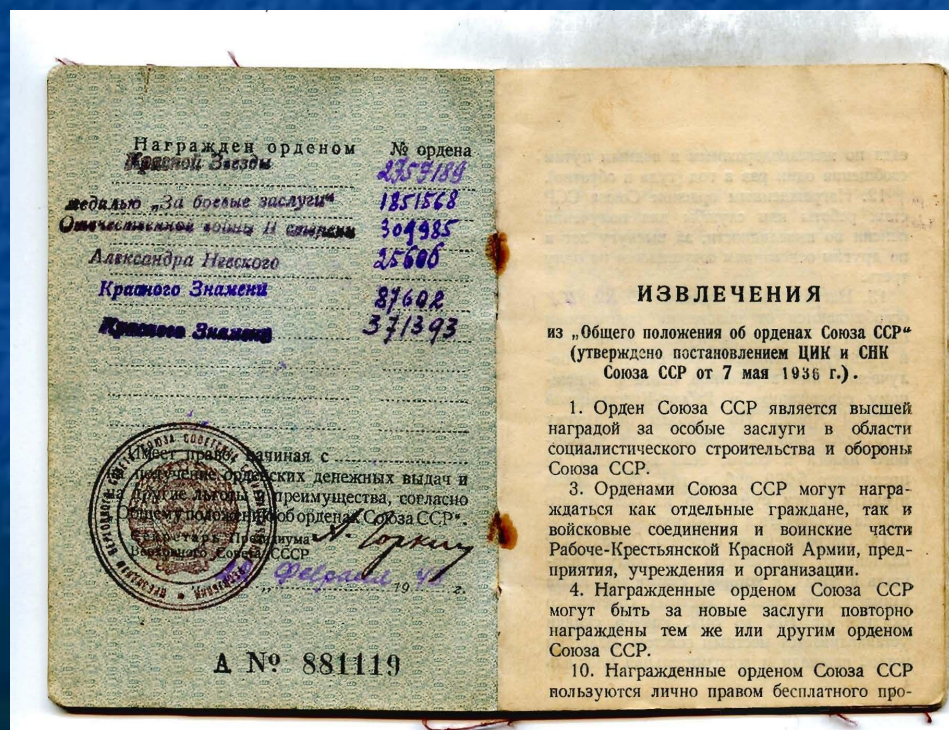 Награжден орденом № ордена
Красной Звезды 2757189
медалью „За боевые заслуги“ 1851568
Отечественной войны II степени 309985
Александра Невского 25606
Красного Знамени 87602
Красного Знамени 371393
Имеет право, начиная с
получение орденских денежных выдач и
на другие льготы и преимущества, согласно
„Общему положению об орденах Союза ССР“.
Секретарь Президиума
Верховного Совета СССР
А. Горкин
февраля 19 г.
А № 881119
ИЗВЛЕЧЕНИЯ
из „Общего положения об орденах Союза ССР“
(утверждено постановлением ЦИК и СНК
Союза ССР от 7 мая 1936 г.).
1. Орден Союза ССР является высшей
наградой за особые заслуги в области
социалистического строительства и обороны
Союза ССР.
3. Орденами Союза ССР могут награ-
ждаться как отдельные граждане, так и
войсковые соединения и воинские части
Рабоче-Крестьянской Красной Армии, пред-
приятия, учреждения и организации.
4. Награжденные орденом Союза ССР
могут быть за новые заслуги повторно
награждены тем же или другим орденом
Союза ССР.
10. Награжденные орденом Союза ССР
пользуются лично правом бесплатного про-